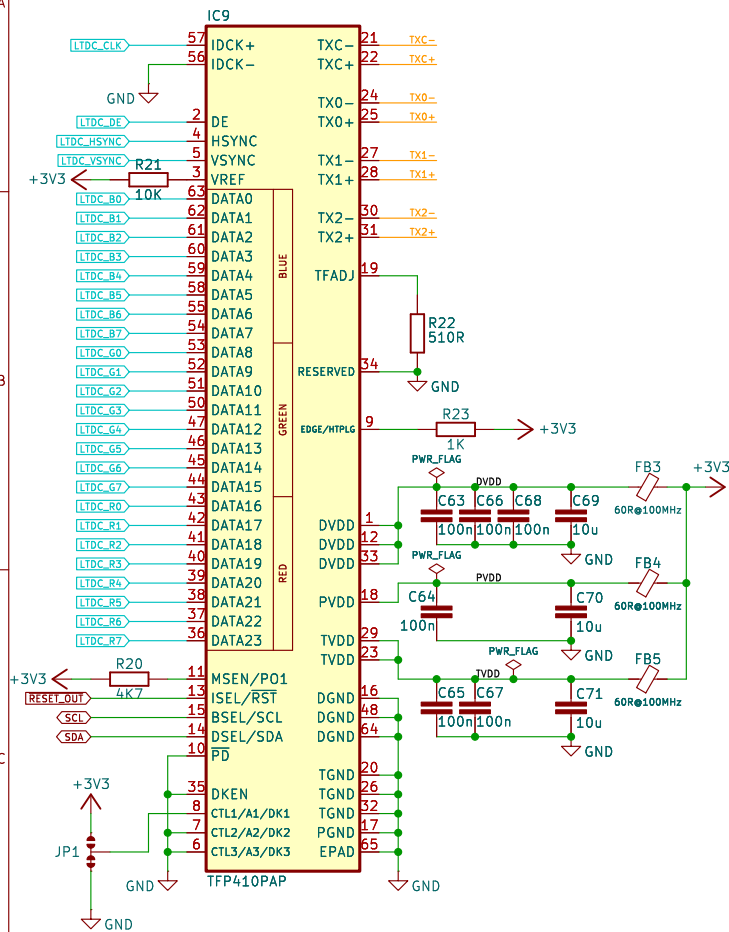 A
IC9
LTDC_CLK 57 IDCK+ TXC- 21 TXC-
56 IDCK- TXC+ 22 TXC+
GND
TX0- 24 TX0-
LTDC_DE 2 DE TX0+ 25 TX0+
LTDC_HSYNC 4 HSYNC
LTDC_VSYNC 5 VSYNC TX1- 27 TX1-
+3V3 R21 10K 3 VREF TX1+ 28 TX1+
LTDC_B0 63 DATA0
LTDC_B1 62 DATA1 TX2- 30 TX2-
LTDC_B2 61 DATA2 TX2+ 31 TX2+
LTDC_B3 60 DATA3
BLUE
LTDC_B4 59 DATA4 TFADJ 19
LTDC_B5 58 DATA5
LTDC_B6 55 DATA6
R22
510R
LTDC_B7 54 DATA7
LTDC_G0 53 DATA8
LTDC_G1 52 DATA9 RESERVED 34
B
GND
LTDC_G2 51 DATA10
LTDC_G3 50 DATA11
GREEN
LTDC_G4 47 DATA12 EDGE/HTPLG 9 R23 1K +3V3
LTDC_G5 46 DATA13
LTDC_G6 45 DATA14
LTDC_G7 44 DATA15
PWR_FLAG DVDD FB3 +3V3
LTDC_R0 43 DATA16
C63 C66 C68 C69
60R@100MHz
LTDC_R1 42 DATA17 DVDD 1
100n 100n 100n 10u
LTDC_R2 41 DATA18 DVDD 12
LTDC_R3 40 DATA19 DVDD 33
GND
RED
LTDC_R4 39 DATA20
PWR_FLAG PVDD FB4
LTDC_R5 38 DATA21 PVDD 18
C64 C70
60R@100MHz
LTDC_R6 37 DATA22
100n 10u
LTDC_R7 36 DATA23 TVDD 29
TVDD 23
GND
PWR_FLAG TVDD FB5
+3V3 R20 4K7 11 MSEN/PO1
RESET_OUT 13 ISEL/RST DGND 16
C65 C67 C71
60R@100MHz
SCL 15 BSEL/SCL DGND 48
100n 100n 10u
SDA 14 DSEL/SDA DGND 64
10 PD
GND
C
TGND 20
+3V3
35 DKEN TGND 26
8 CTL1/A1/DK1 TGND 32
7 CTL2/A2/DK2 PGND 17
JP1
6 CTL3/A3/DK3 EPAD 65
GND
TFP410PAP
GND
GND